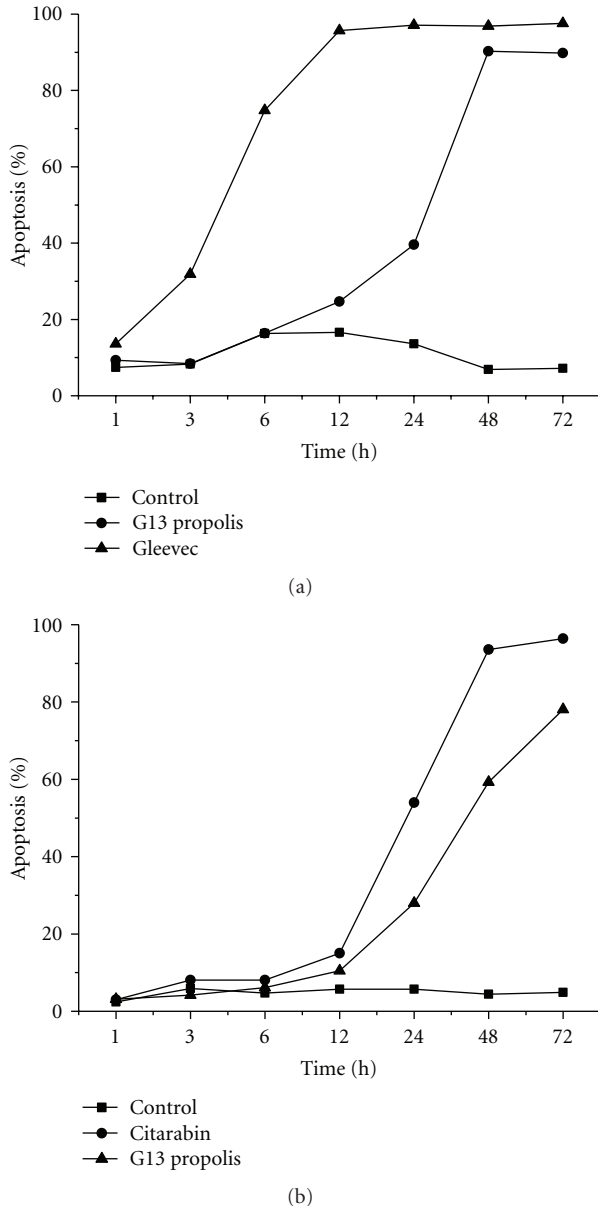 100
80
60
40
20
0
Apoptosis (%)
1 3 6 12 24 48 72
Time (h)
Control
G13 propolis
Gleevec
(a)
100
80
60
40
20
0
Apoptosis (%)
1 3 6 12 24 48 72
Time (h)
Control
Citarabin
G13 propolis
(b)